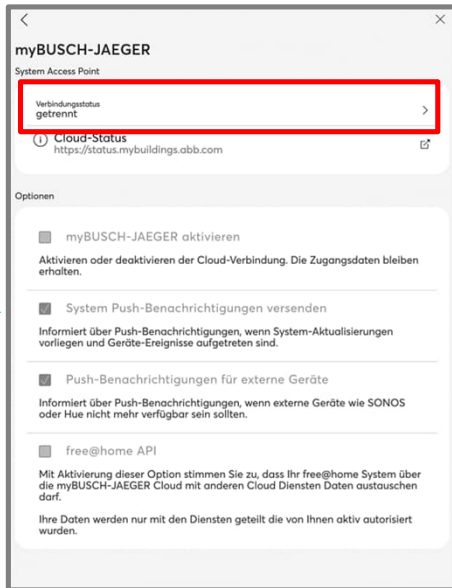 myBUSCH-JAEGER
System Access Point
Verbindungsstatus
getrennt
Cloud-Status
https://status.mybuildings.abb.com
Optionen
myBUSCH-JAEGER aktivieren
Aktivieren oder deaktivieren der Cloud-Verbindung. Die Zugangsdaten bleiben
erhalten.
System Push-Benachrichtigungen versenden
Informiert über Push-Benachrichtigungen, wenn System-Aktualisierungen
vorliegen und Geräte-Ereignisse aufgetreten sind.
Push-Benachrichtigungen für externe Geräte
Informiert über Push-Benachrichtigungen, wenn externe Geräte wie SONOS
oder Hue nicht mehr verfügbar sein sollten.
free@home API
Mit Aktivierung dieser Option stimmen Sie zu, dass Ihr free@home System über
die myBUSCH-JAEGER Cloud mit anderen Cloud Diensten Daten austauschen
darf.
Ihre Daten werden nur mit den Diensten geteilt die von Ihnen aktiv autorisiert
wurden.